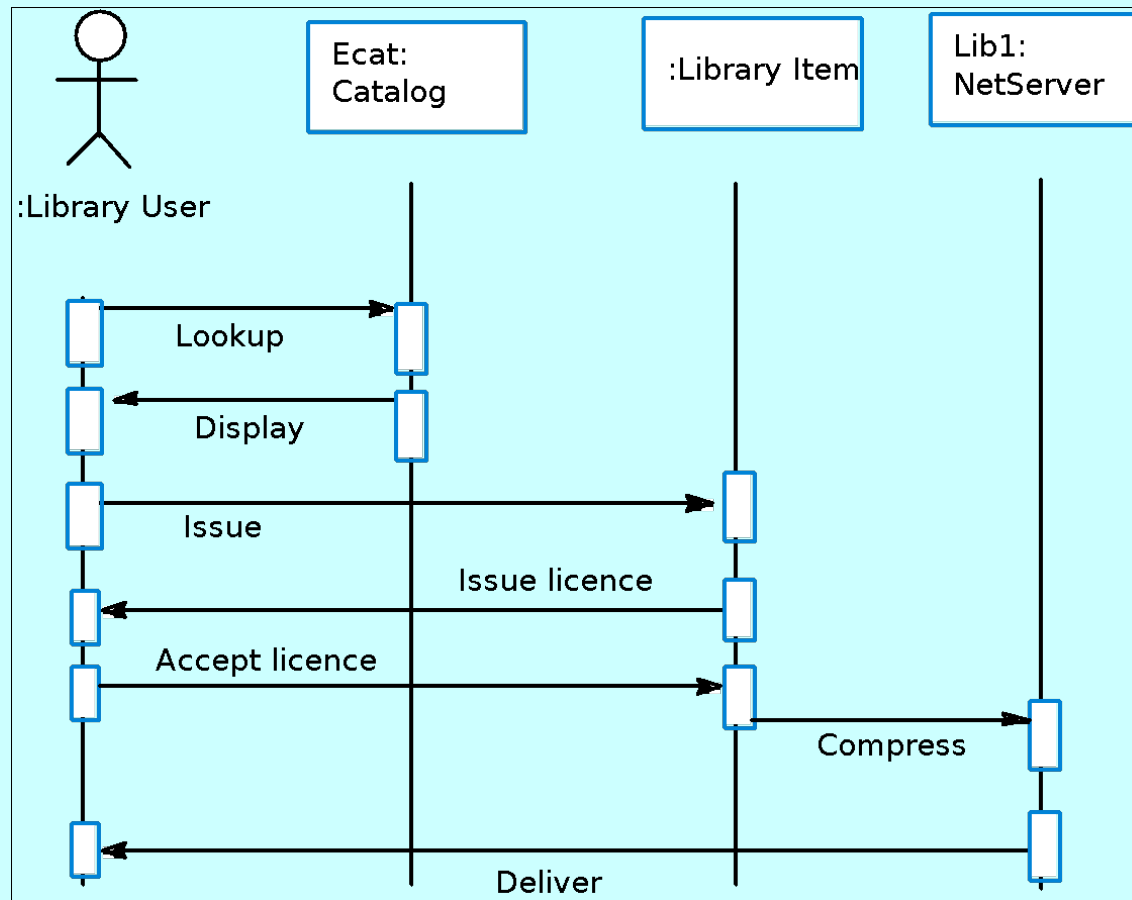 Ecat:
Catalog
:Library Item
Lib1:
NetServer
:Library User
Lookup
Display
Issue
Issue licence
Accept licence
Compress
Deliver